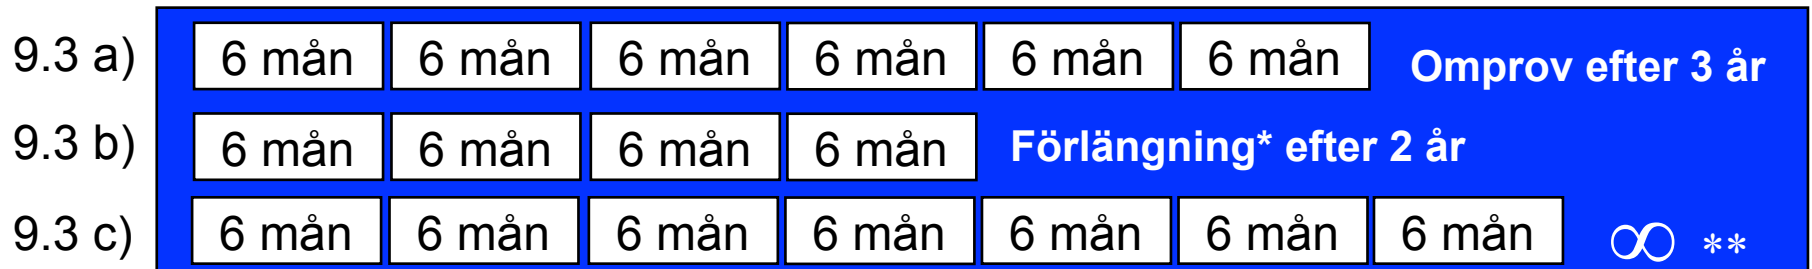 9.3 a) 6 mån 6 mån 6 mån 6 mån 6 mån 6 mån Omprov efter 3 år
9.3 b) 6 mån 6 mån 6 mån 6 mån Förlängning* efter 2 år
9.3 c) 6 mån 6 mån 6 mån 6 mån 6 mån 6 mån 6 mån ∞ **